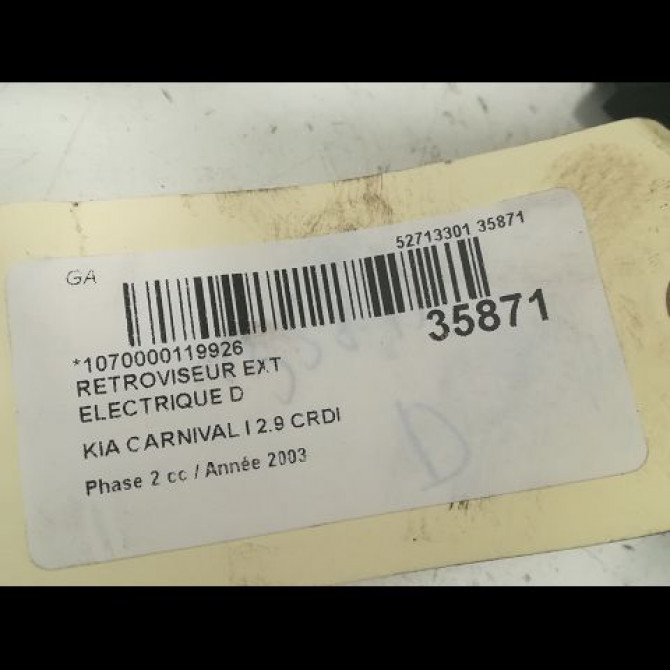 GA
52713301 35871
35871
*1070000119926
RETROVISEUR EXT
ELECTRIQUE D
KIA CARNIVAL I 2.9 CRDI
Phase 2 cc / Année 2003
D